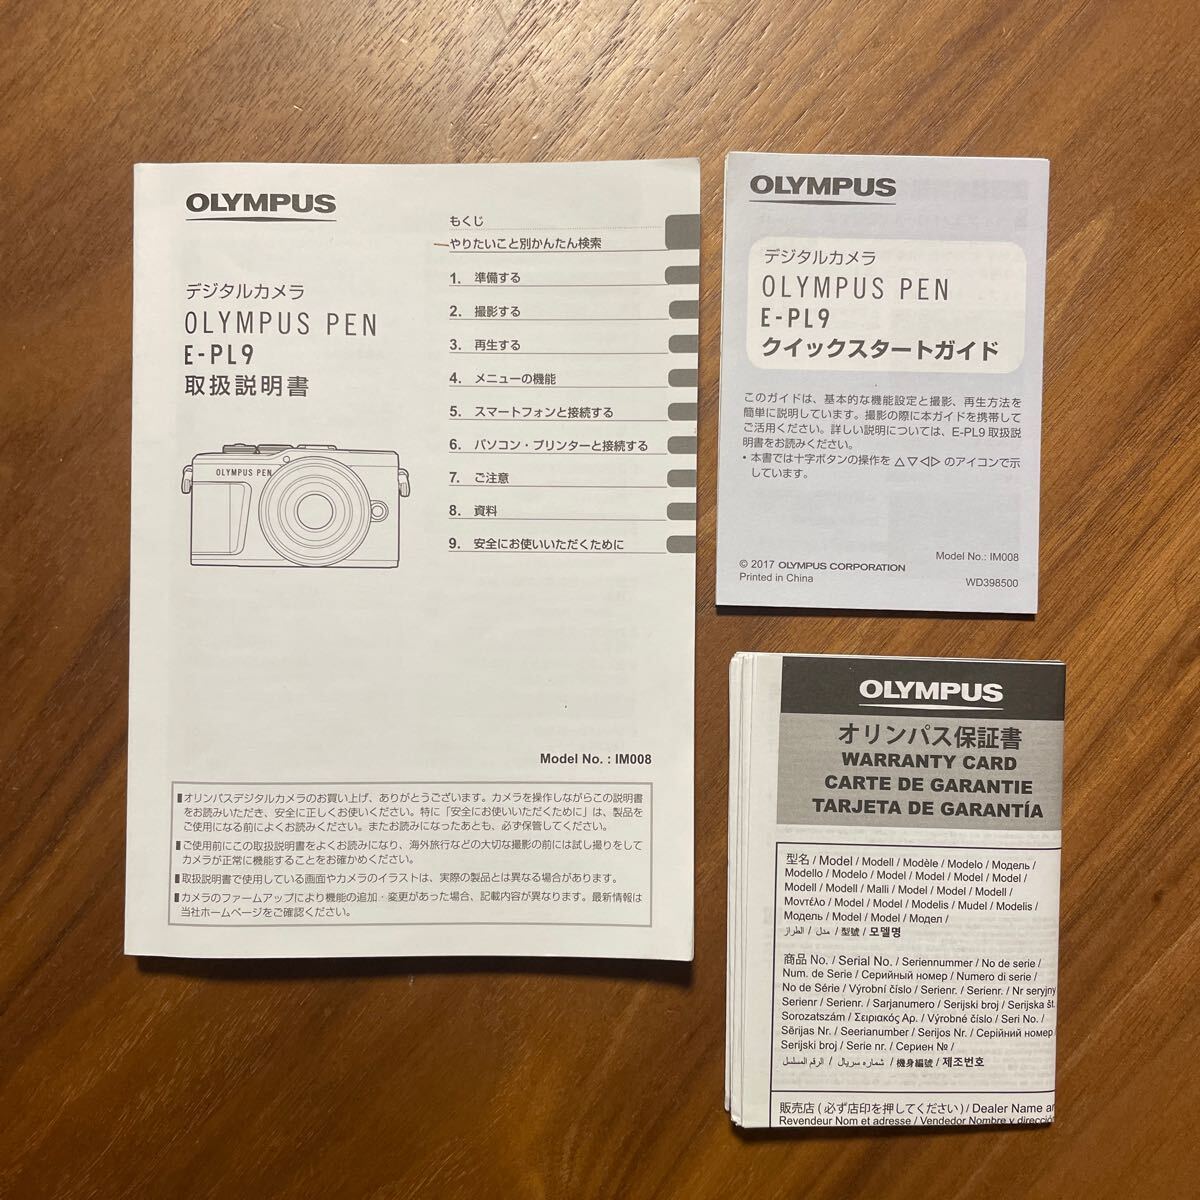 OLYMPUS
デジタルカメラ
OLYMPUS PEN
E-PL9
取扱説明書
OLYMPUS PEN
もくじ
やりたいこと別かんたん検索
1. 準備する
2. 撮影する
3. 再生する
4. メニューの機能
5. スマートフォンと接続する
6. パソコン・プリンターと接続する
7. ご注意
8. 資料
9. 安全にお使いいただくために
Model No. : IM008
■オリンパスデジタルカメラのお買い上げ、ありがとうございます。カメラを操作しながらこの説明書
をお読みいただき、安全に正しくお使いください。特に「安全にお使いいただくために」は、製品を
ご使用になる前によくお読みください。またお読みになったあとも、必ず保管してください。
■ご使用前にこの取扱説明書をよくお読みになり、海外旅行などの大切な撮影の前には試し撮りをして
カメラが正常に機能することをお確かめください。
■取扱説明書で使用している画面やカメラのイラストは、実際の製品とは異なる場合があります。
■カメラのファームアップにより機能の追加・変更があった場合、記載内容が異なります。最新情報は
当社ホームページをご確認ください。
OLYMPUS
デジタルカメラ
OLYMPUS PEN
E-PL9
クイックスタートガイド
このガイドは、基本的な機能設定と撮影、再生方法を
簡単に説明しています。撮影の際に本ガイドを携帯して
ご活用ください。詳しい説明については、E-PL9 取扱説
明書をお読みください。
• 本書では十字ボタンの操作を △▽◁▷ のアイコンで示
しています。
Model No.: IM008
© 2017 OLYMPUS CORPORATION
Printed in China
WD398500
OLYMPUS
オリンパス保証書
WARRANTY CARD
CARTE DE GARANTIE
TARJETA DE GARANTÍA
型名 / Model / Modell / Modèle / Modelo / Модель /
Modello / Modelo / Model / Model / Model / Model /
Modell / Modell / Malli / Model / Model / Modell /
Μοντέλο / Model / Model / Modelis / Mudel / Modelis /
Модель / Model / Model / Модел /
الطراز / مدل / 型號 / 모델명
商品 No. / Serial No. / Seriennummer / No de serie /
Num. de Serie / Серийный номер / Numero di serie /
No de Série / Výrobní číslo / Serienr. / Serienr. / Nr seryjny
Serienr / Serienr. / Sarjanumero / Serijski broj / Serijska št.
Sorozatszám / Σειριακός Αρ. / Výrobné číslo / Seri No. /
Sērijas Nr. / Seerianumber / Serijos Nr. / Серійний номер
Serijski broj / Serie nr. / Сериен № /
الرقم المسلسل / شماره سریال / 機身編號 / 제조번호
販売店 ( 必ず店印を押してください ) / Dealer Name an
Revendeur Nom et adresse / Vendedor Nombre y direcció